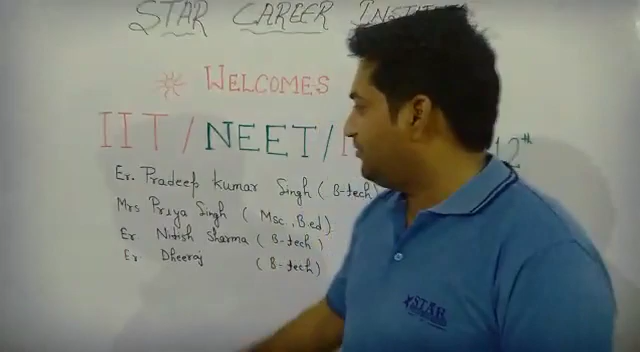 STAR CAREER INSTIT
WELCOMES
IIT / NEET / 12th
Er. Pradeep Kumar Singh ( B-tech )
Mrs Priya Singh ( Msc, B.ed )
Er Nitish Sharma ( B-tech )
Er Dheeraj ( B-tech )
STAR